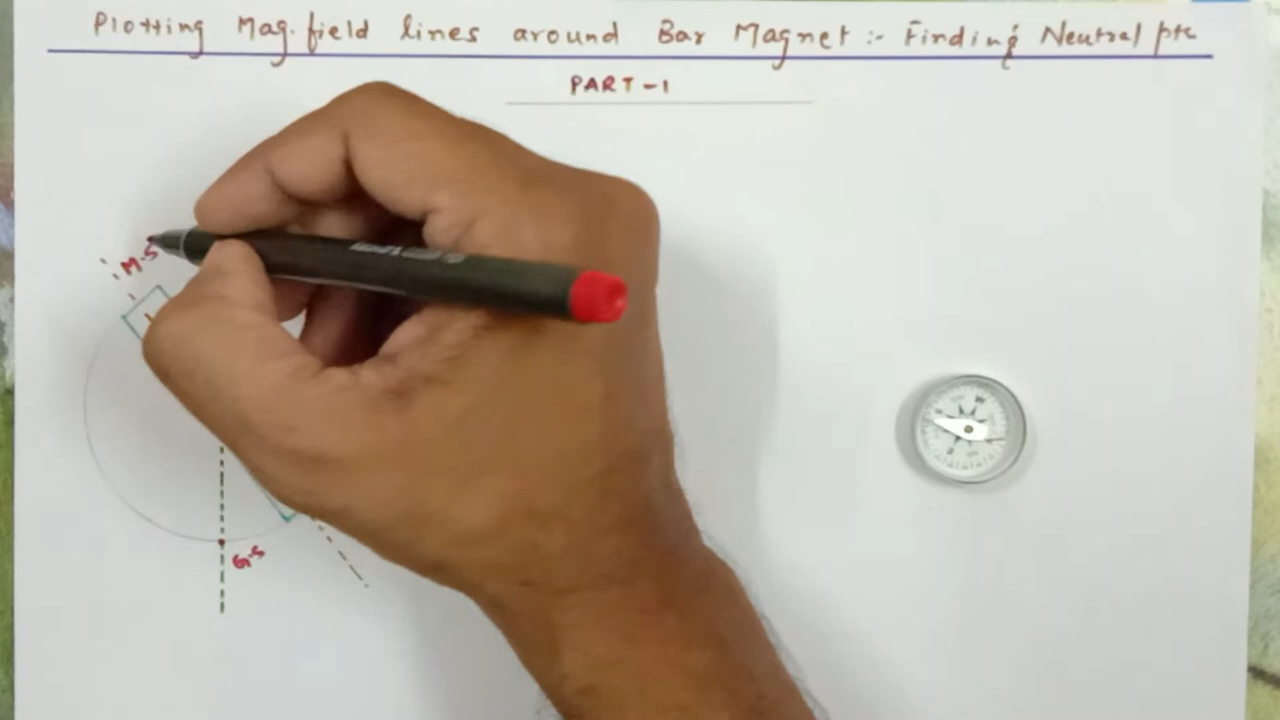 Plotting Mag. field lines around Bar Magnet :- Finding Neutral pts
PART-1
M.S
G.S
W